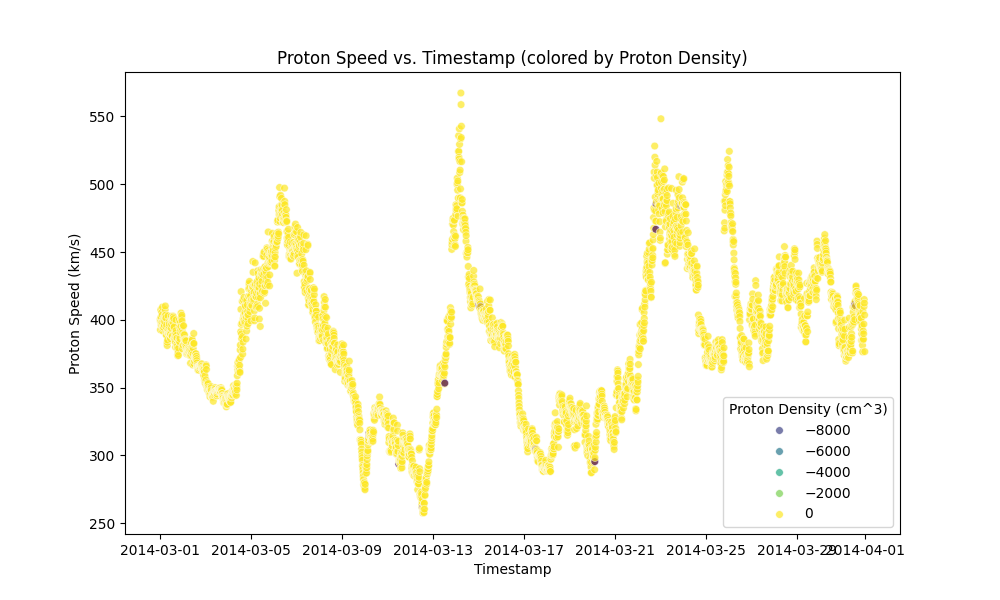 Proton Speed vs. Timestamp (colored by Proton Density)
Proton Speed (km/s)
550
500
450
400
350
300
250
Proton Density (cm^3)
−8000
−6000
−4000
−2000
0
2014-03-01 2014-03-05 2014-03-09 2014-03-13 2014-03-17 2014-03-21 2014-03-25 2014-03-29 2014-04-01
Timestamp